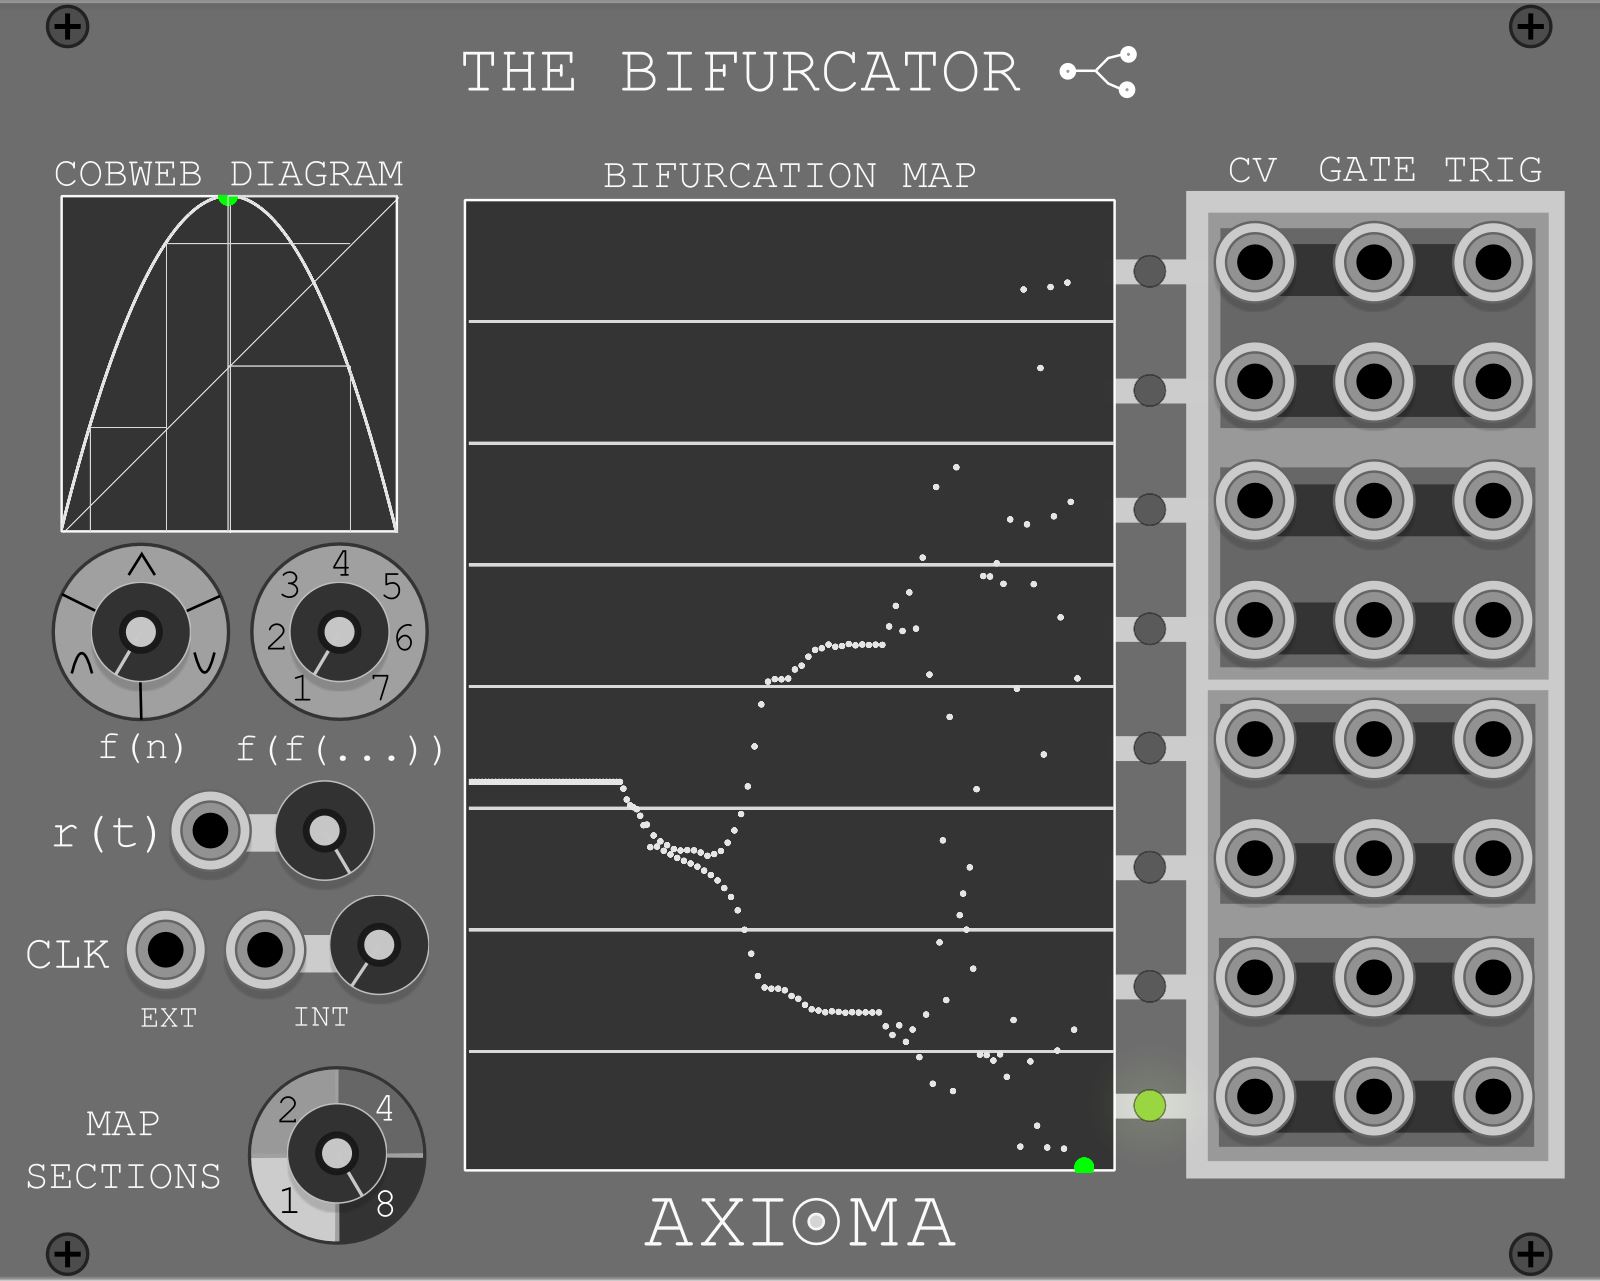 THE BIFURCATOR
COBWEB DIAGRAM
BIFURCATION MAP
CV GATE TRIG
1 2 3 4 5 6 7
f(n)
f(f(...))
r(t)
CLK
EXT
INT
MAP
SECTIONS
1 2 4 8
AXIOMA